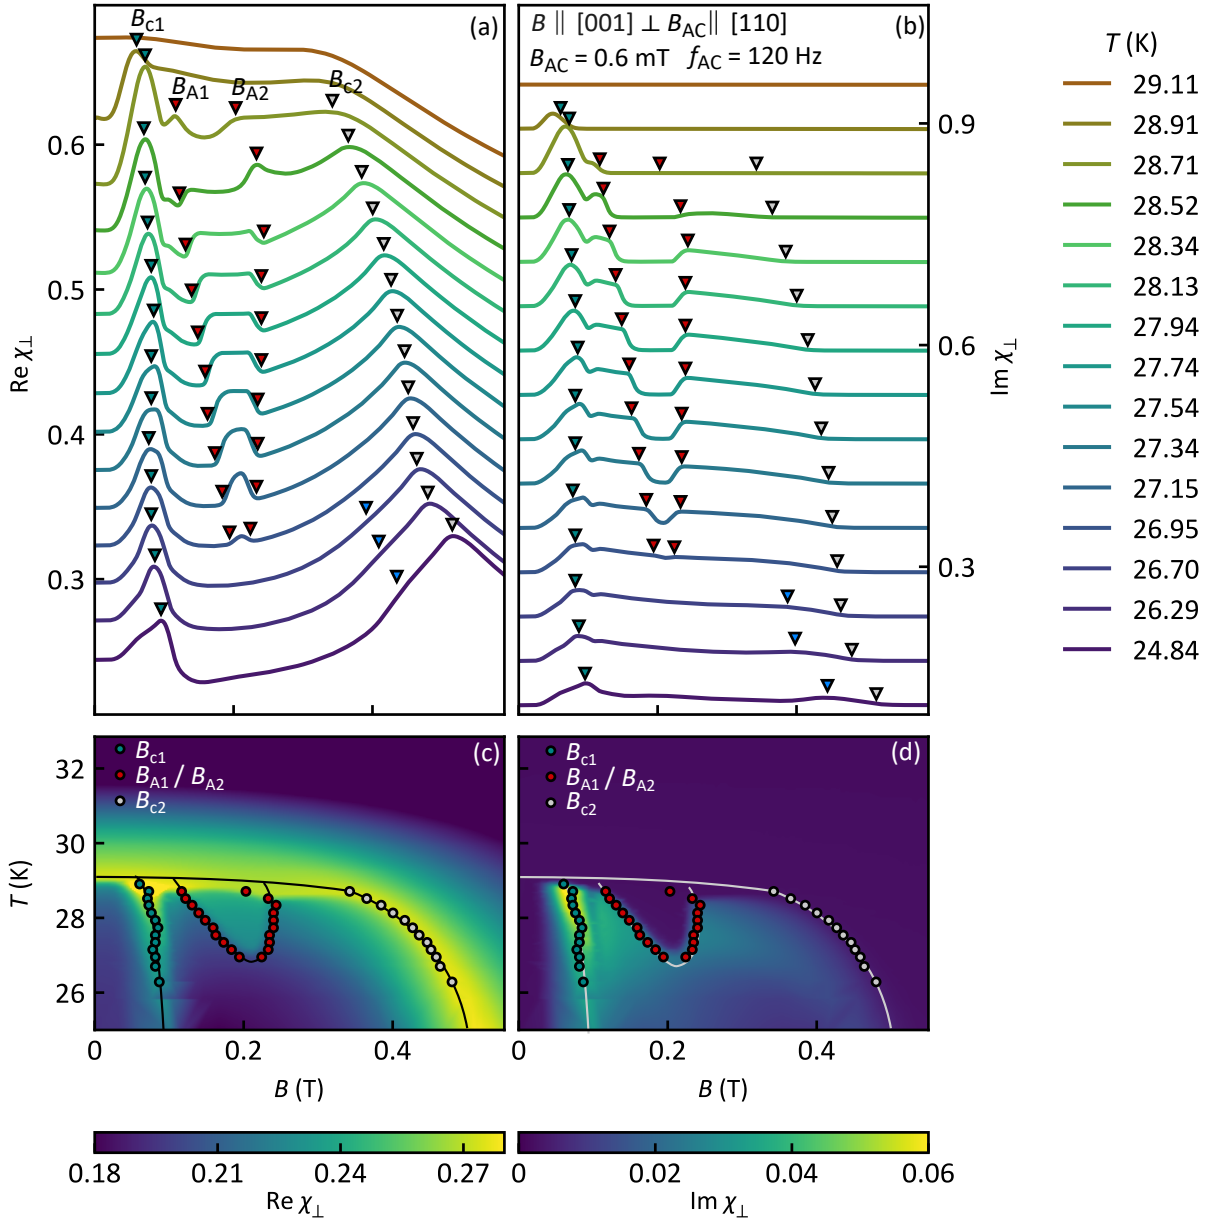 B_c1
(a)
B_A1
B_A2
B_c2
0.6
0.5
0.4
0.3
Re χ⊥
B ∥ [001] ⊥ B_AC ∥ [110]
(b)
B_AC = 0.6 mT f_AC = 120 Hz
0.9
0.6
0.3
Im χ⊥
T (K)
29.11
28.91
28.71
28.52
28.34
28.13
27.94
27.74
27.54
27.34
27.15
26.95
26.70
26.29
24.84
B_c1
(c)
B_A1 / B_A2
B_c2
32
30
28
26
T (K)
0
0.2
0.4
B (T)
B_c1
(d)
B_A1 / B_A2
B_c2
0
0.2
0.4
B (T)
0.18
0.21
0.24
0.27
Re χ⊥
0
0.02
0.04
0.06
Im χ⊥